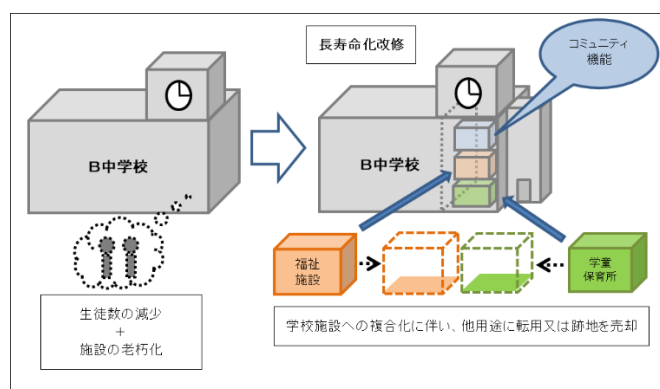 B中学校
生徒数の減少
+
施設の老朽化
長寿命化改修
コミュニティ
機能
B中学校
福祉
施設
学童
保育所
学校施設への複合化に伴い、他用途に転用又は跡地を売却